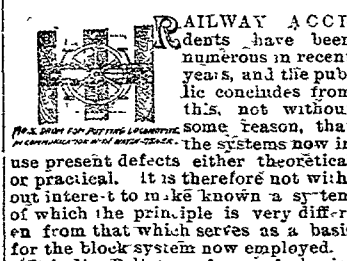 RAILWAY ACCI
dents have been
numerous in recent
years, and the pub
lic concludes from
this, not without
some reason, that
the systems now in
use present defects either theoretical
or practical. It is therefore not with
out intere-t to make known a system
of which the principle is very differ
en from that which serves as a basis
for the block system now employed.